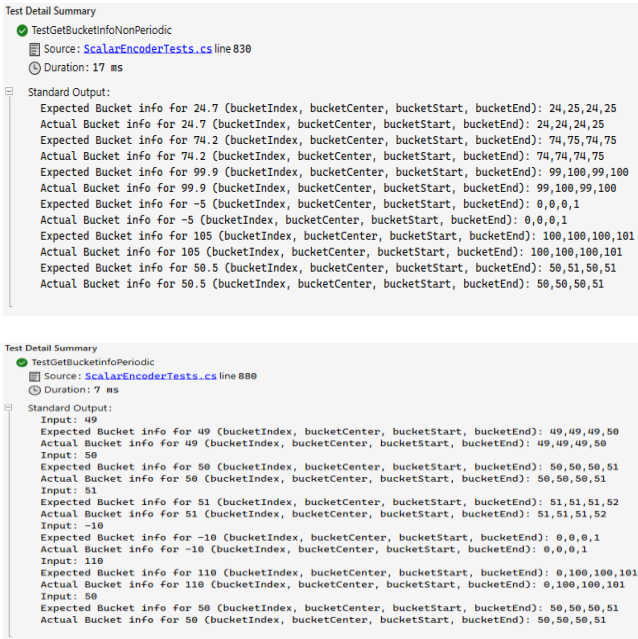 Test Detail Summary
TestGetBucketInfoNonPeriodic
Source: ScalarEncoderTests.cs line 830
Duration: 17 ms
Standard Output:
Expected Bucket info for 24.7 (bucketIndex, bucketCenter, bucketStart, bucketEnd): 24,25,24,25
Actual Bucket info for 24.7 (bucketIndex, bucketCenter, bucketStart, bucketEnd): 24,24,24,25
Expected Bucket info for 74.2 (bucketIndex, bucketCenter, bucketStart, bucketEnd): 74,75,74,75
Actual Bucket info for 74.2 (bucketIndex, bucketCenter, bucketStart, bucketEnd): 74,74,74,75
Expected Bucket info for 99.9 (bucketIndex, bucketCenter, bucketStart, bucketEnd): 99,100,99,100
Actual Bucket info for 99.9 (bucketIndex, bucketCenter, bucketStart, bucketEnd): 99,100,99,100
Expected Bucket info for -5 (bucketIndex, bucketCenter, bucketStart, bucketEnd): 0,0,0,1
Actual Bucket info for -5 (bucketIndex, bucketCenter, bucketStart, bucketEnd): 0,0,0,1
Expected Bucket info for 105 (bucketIndex, bucketCenter, bucketStart, bucketEnd): 100,100,100,101
Actual Bucket info for 105 (bucketIndex, bucketCenter, bucketStart, bucketEnd): 100,100,100,101
Expected Bucket info for 50.5 (bucketIndex, bucketCenter, bucketStart, bucketEnd): 50,51,50,51
Actual Bucket info for 50.5 (bucketIndex, bucketCenter, bucketStart, bucketEnd): 50,50,50,51
Test Detail Summary
TestGetBucketInfoPeriodic
Source: ScalarEncoderTests.cs line 880
Duration: 7 ms
Standard Output:
Input: 49
Expected Bucket info for 49 (bucketIndex, bucketCenter, bucketStart, bucketEnd): 49,49,49,50
Actual Bucket info for 49 (bucketIndex, bucketCenter, bucketStart, bucketEnd): 49,49,49,50
Input: 50
Expected Bucket info for 50 (bucketIndex, bucketCenter, bucketStart, bucketEnd): 50,50,50,51
Actual Bucket info for 50 (bucketIndex, bucketCenter, bucketStart, bucketEnd): 50,50,50,51
Input: 51
Expected Bucket info for 51 (bucketIndex, bucketCenter, bucketStart, bucketEnd): 51,51,51,52
Actual Bucket info for 51 (bucketIndex, bucketCenter, bucketStart, bucketEnd): 51,51,51,52
Input: -10
Expected Bucket info for -10 (bucketIndex, bucketCenter, bucketStart, bucketEnd): 0,0,0,1
Actual Bucket info for -10 (bucketIndex, bucketCenter, bucketStart, bucketEnd): 0,0,0,1
Input: 110
Expected Bucket info for 110 (bucketIndex, bucketCenter, bucketStart, bucketEnd): 0,100,100,101
Actual Bucket info for 110 (bucketIndex, bucketCenter, bucketStart, bucketEnd): 0,100,100,101
Input: 50
Expected Bucket info for 50 (bucketIndex, bucketCenter, bucketStart, bucketEnd): 50,50,50,51
Actual Bucket info for 50 (bucketIndex, bucketCenter, bucketStart, bucketEnd): 50,50,50,51